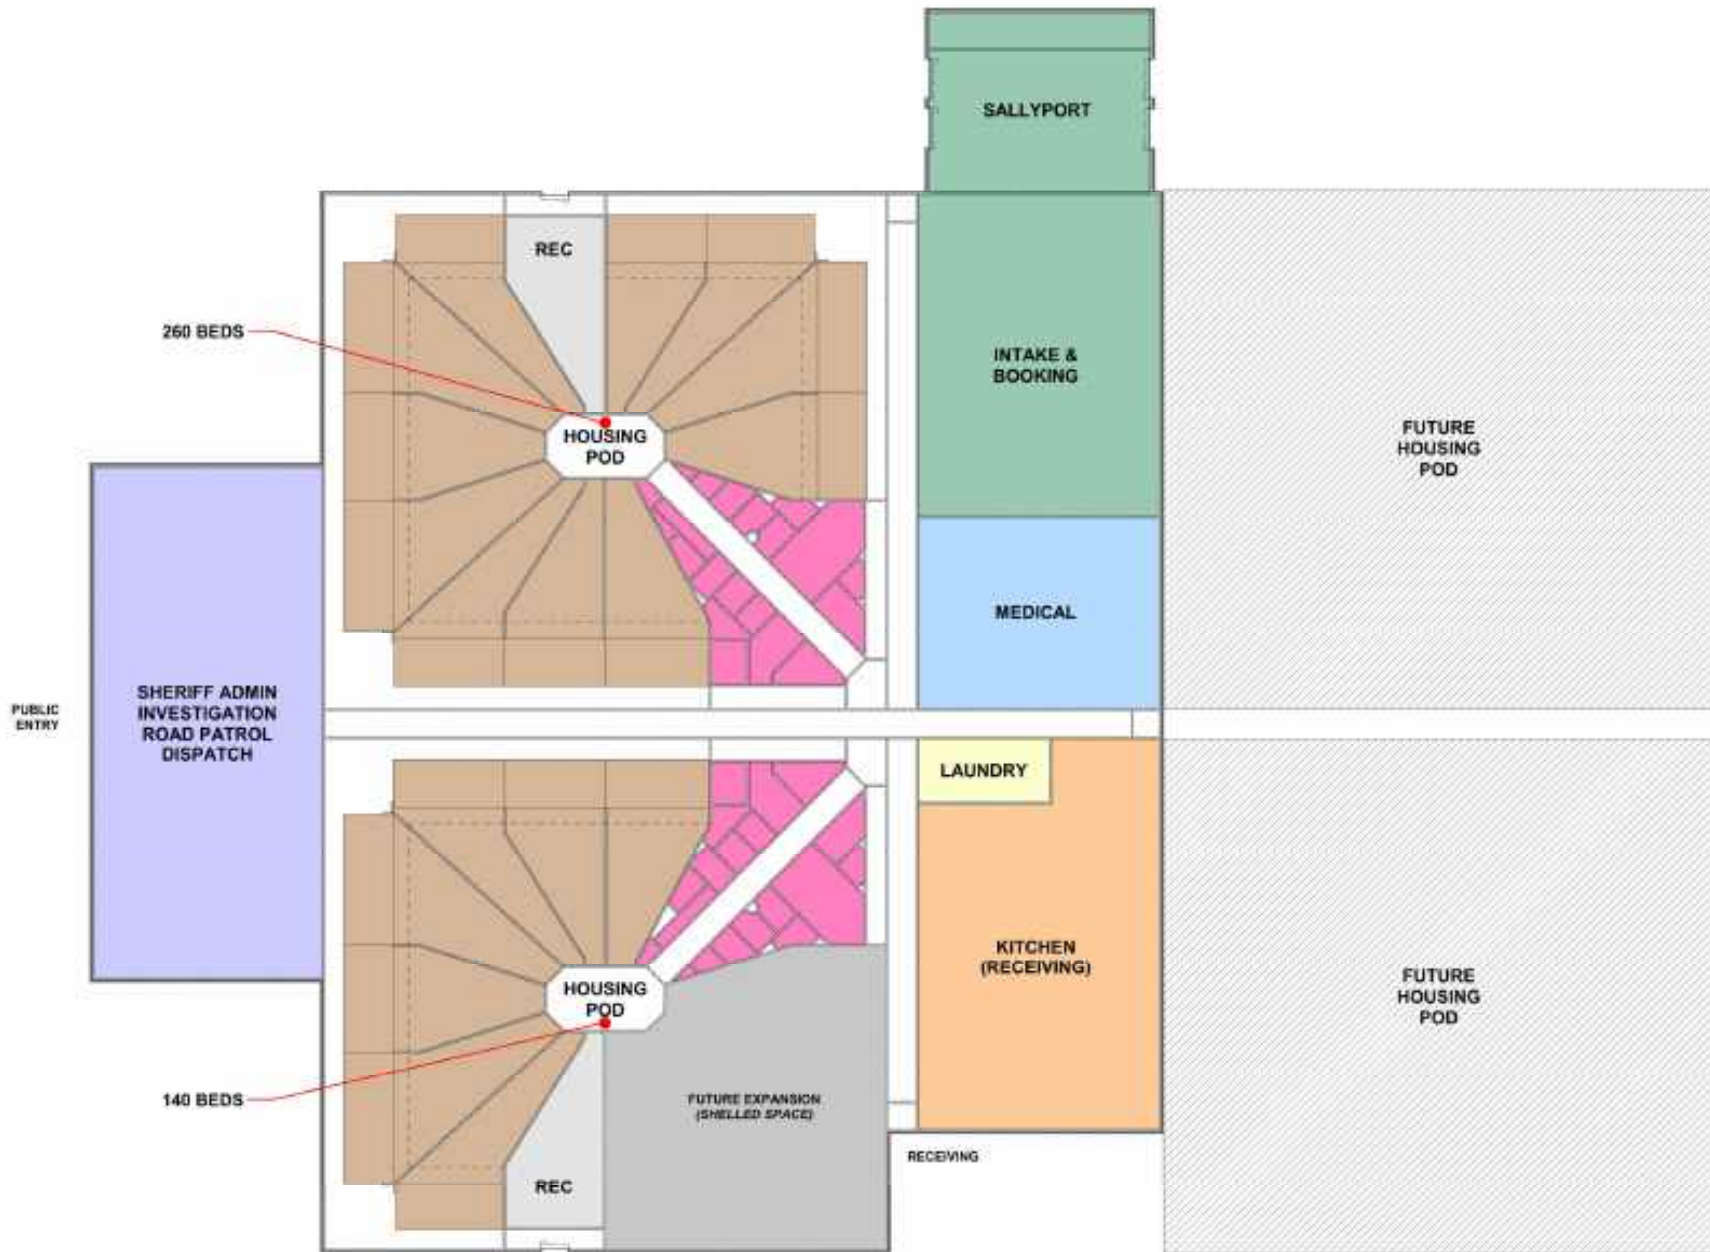 SALLYPORT
REC
260 BEDS
INTAKE &
BOOKING
HOUSING
POD
FUTURE
HOUSING
POD
MEDICAL
PUBLIC
ENTRY
SHERIFF ADMIN
INVESTIGATION
ROAD PATROL
DISPATCH
LAUNDRY
KITCHEN
(RECEIVING)
HOUSING
POD
FUTURE
HOUSING
POD
140 BEDS
FUTURE EXPANSION
(SHELLED SPACE)
RECEIVING
REC